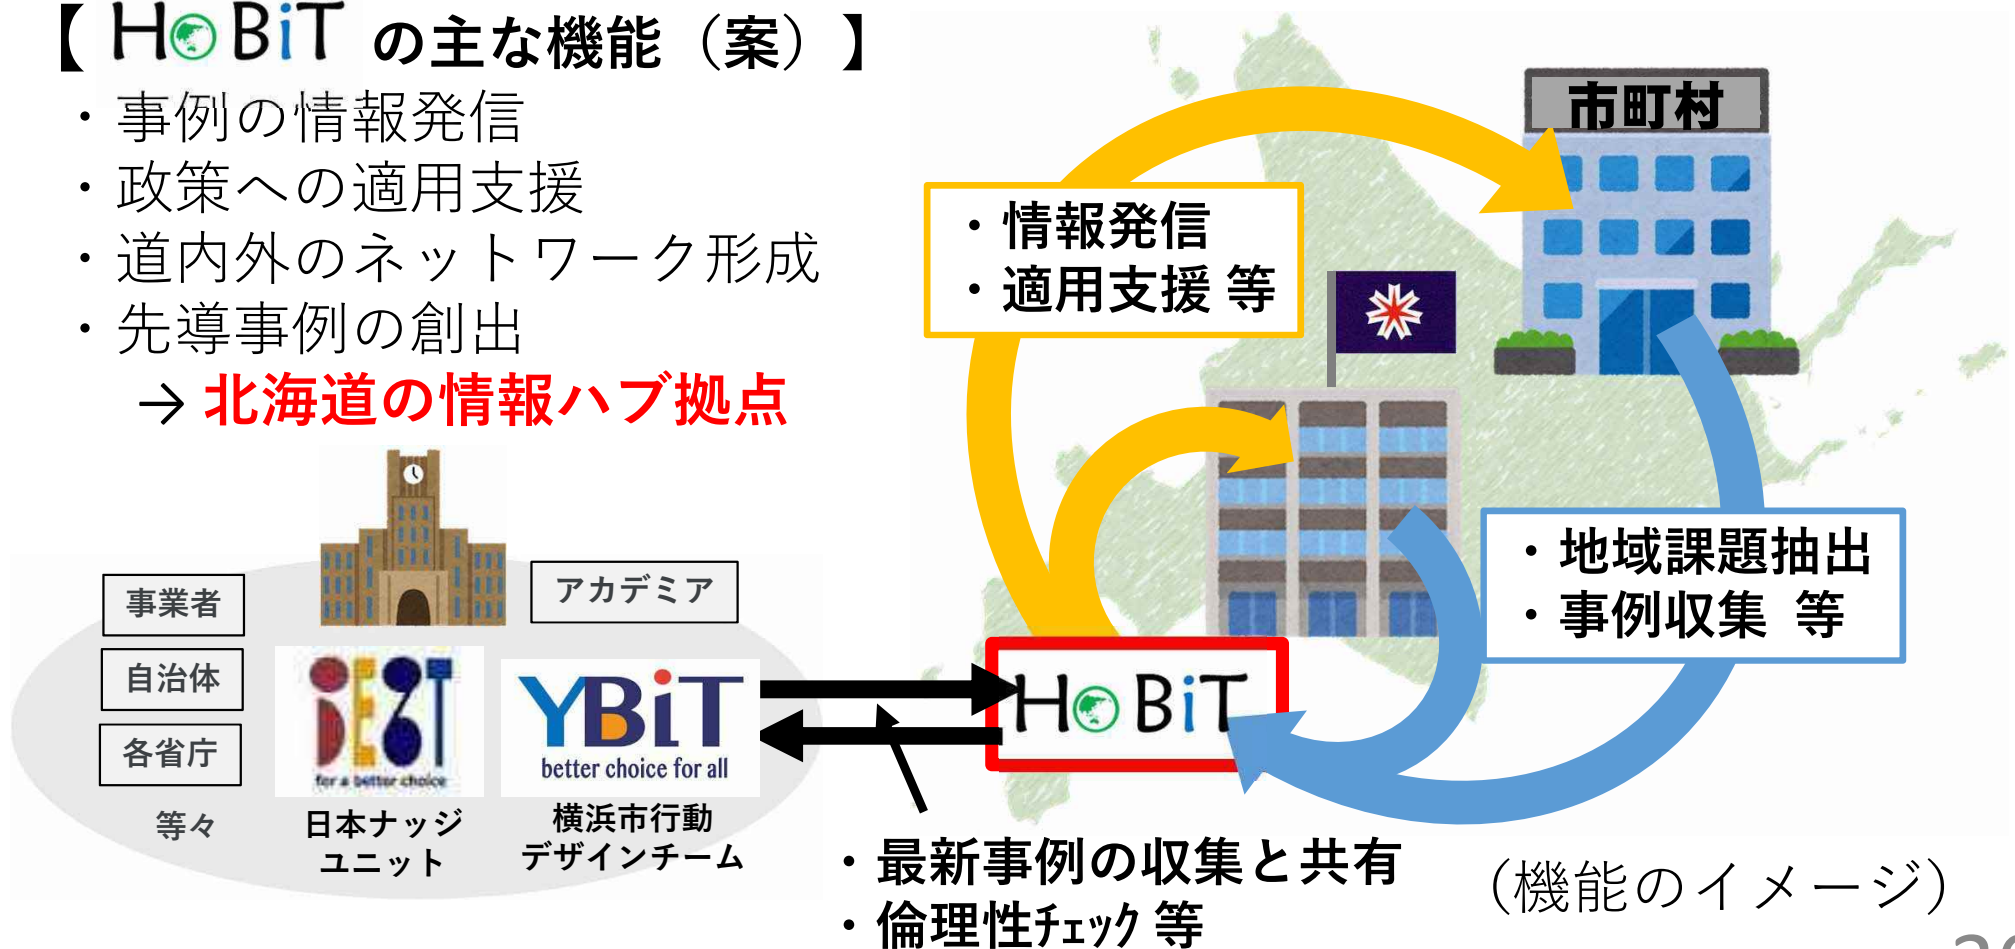 【 HoBiT の主な機能（案）】
・事例の情報発信
・政策への適用支援
・道内外のネットワーク形成
・先導事例の創出
→ 北海道の情報ハブ拠点
市町村
・情報発信
・適用支援 等
・地域課題抽出
・事例収集 等
事業者
自治体
各省庁
等々
アカデミア
BEST
for a better choice
日本ナッジ
ユニット
YBiT
better choice for all
横浜市行動
デザインチーム
HoBiT
・最新事例の収集と共有
・倫理性ﾁｪｯｸ 等
（機能のイメージ）